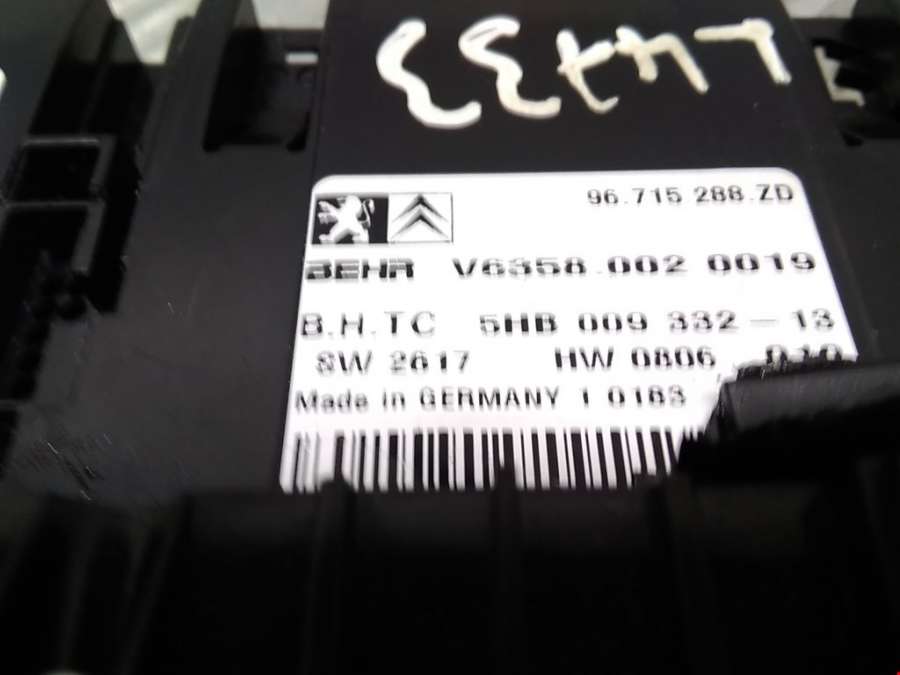 96.715 288.ZD
BEHR V6358.002 0019
B.H.TC 5HB 009 332-13
SW 2617 HW 0806
Made in GERMANY 1 0183